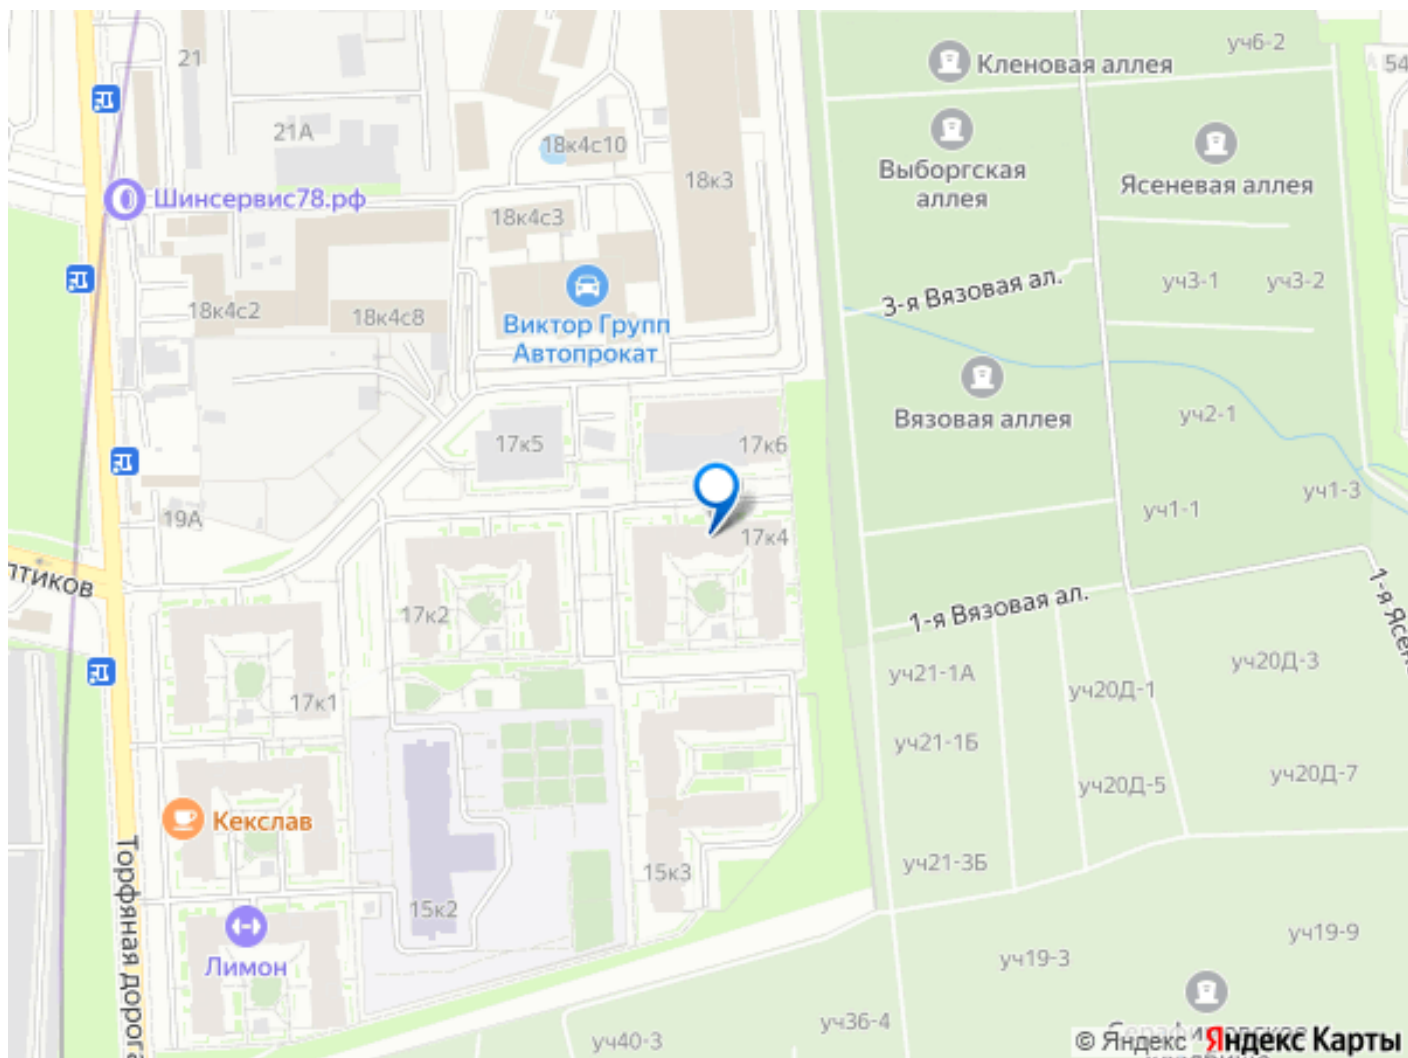 уч6-2
21
Кленовая аллея
54
21А
18к4с10
Выборгская
аллея
18к3
Ясеневая аллея
Шинсервис78.рф
18к4с3
3-я Вязовая ал.
уч3-1
уч3-2
18к4с2
18к4с8
Виктор Групп
Автопрокат
Вязовая аллея
уч2-1
17к5
17к6
уч1-3
уч1-1
19А
17к4
птиков
17к2
1-я Вязовая ал.
1-я Ясен
уч21-1А
уч20Д-3
уч20Д-1
17к1
уч21-1Б
уч20Д-7
уч20Д-5
Кекслав
Торфяная дорога
уч21-3Б
15к3
15к2
уч19-9
Лимон
уч19-3
уч36-4
уч40-3
© Яндекс Яндекс Карты